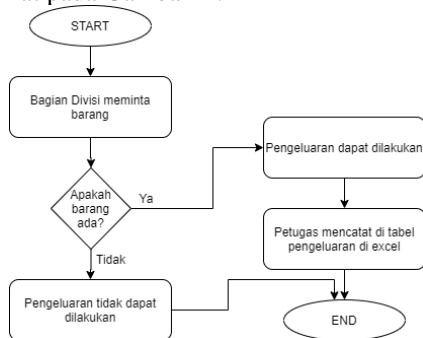 START
Bagian Divisi meminta
barang
Apakah
barang
ada?
Ya
Tidak
Pengeluaran dapat dilakukan
Petugas mencatat di tabel
pengeluaran di excel
Pengeluaran tidak dapat
dilakukan
END